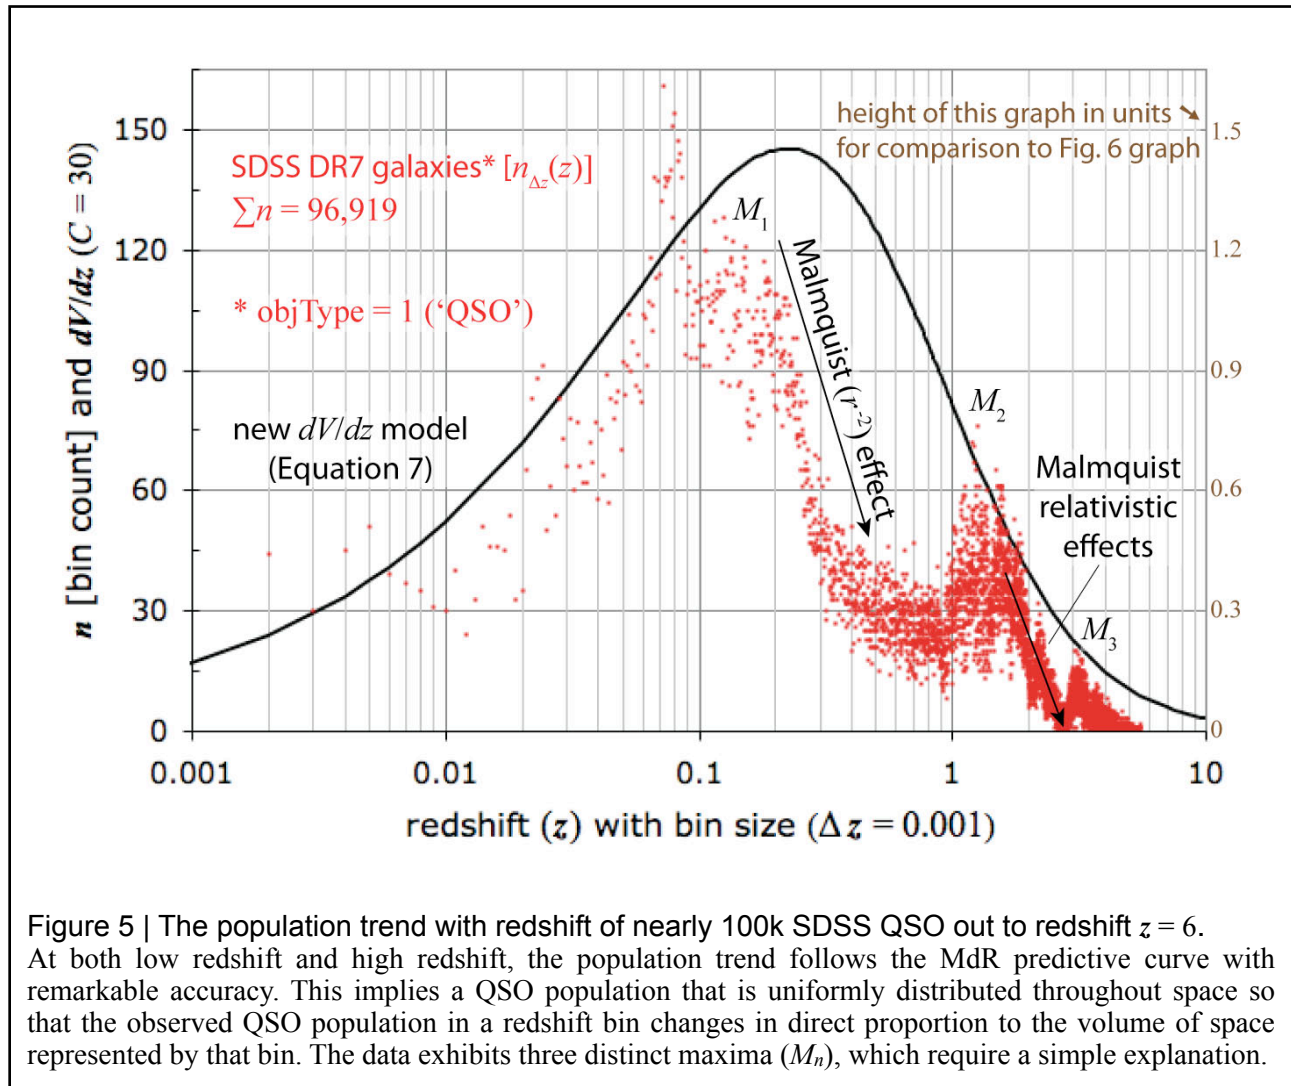 height of this graph in units
for comparison to Fig. 6 graph
SDSS DR7 galaxies* [nΔz(z)]
∑n = 96,919
* objType = 1 ('QSO')
new dV/dz model
(Equation 7)
M1
Malmquist (r-2) effect
M2
Malmquist
relativistic
effects
M3
n [bin count] and dV/dz (C = 30)
150
120
90
60
30
0
1.5
1.2
0.9
0.6
0.3
0
0.001
0.01
0.1
1
10
redshift (z) with bin size (Δ z = 0.001)
Figure 5 | The population trend with redshift of nearly 100k SDSS QSO out to redshift z = 6.
At both low redshift and high redshift, the population trend follows the MdR predictive curve with
remarkable accuracy. This implies a QSO population that is uniformly distributed throughout space so
that the observed QSO population in a redshift bin changes in direct proportion to the volume of space
represented by that bin. The data exhibits three distinct maxima (Mn), which require a simple explanation.